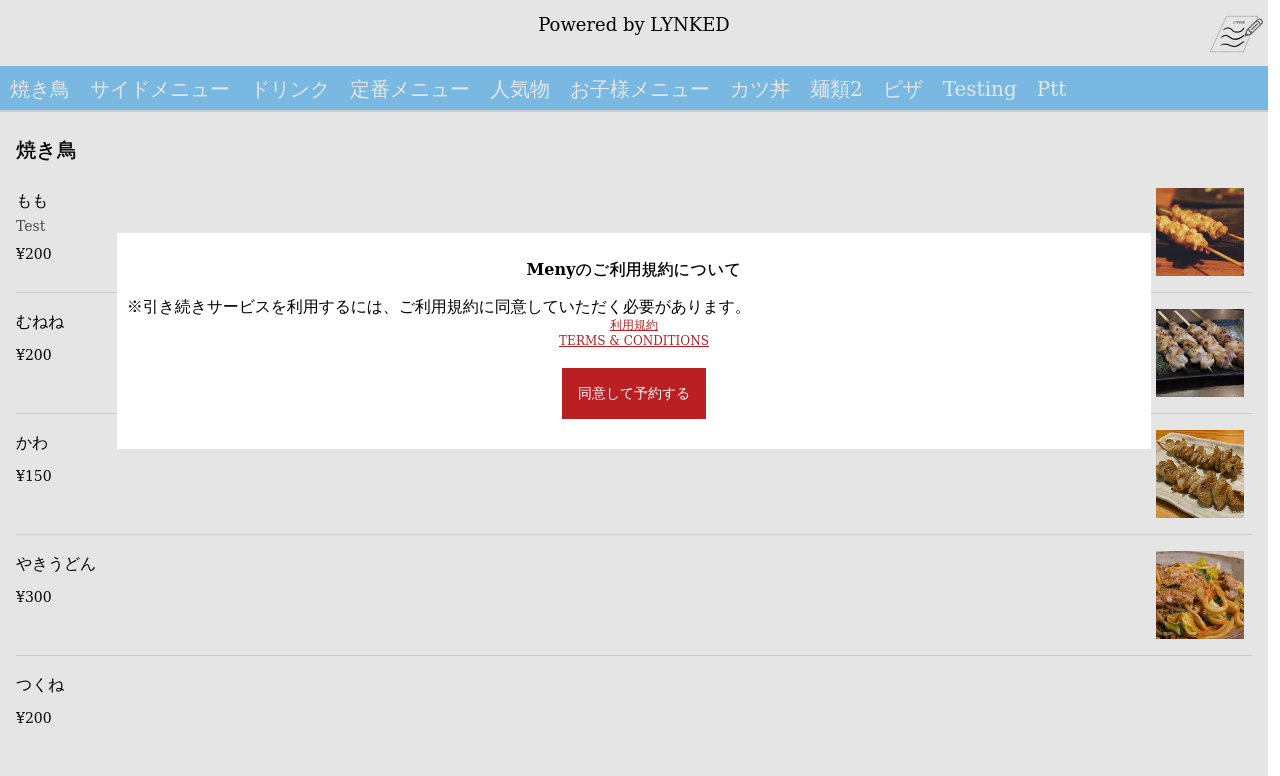 Powered by LYNKED
焼き鳥 サイドメニュー ドリンク 定番メニュー 人気物 お子様メニュー カツ丼 麺類2 ピザ Testing Ptt
焼き鳥
もも
Test
¥200
Menyのご利用規約について
※引き続きサービスを利用するには、ご利用規約に同意していただく必要があります。
利用規約
TERMS & CONDITIONS
同意して予約する
むねね
¥200
かわ
¥150
やきうどん
¥300
つくね
¥200